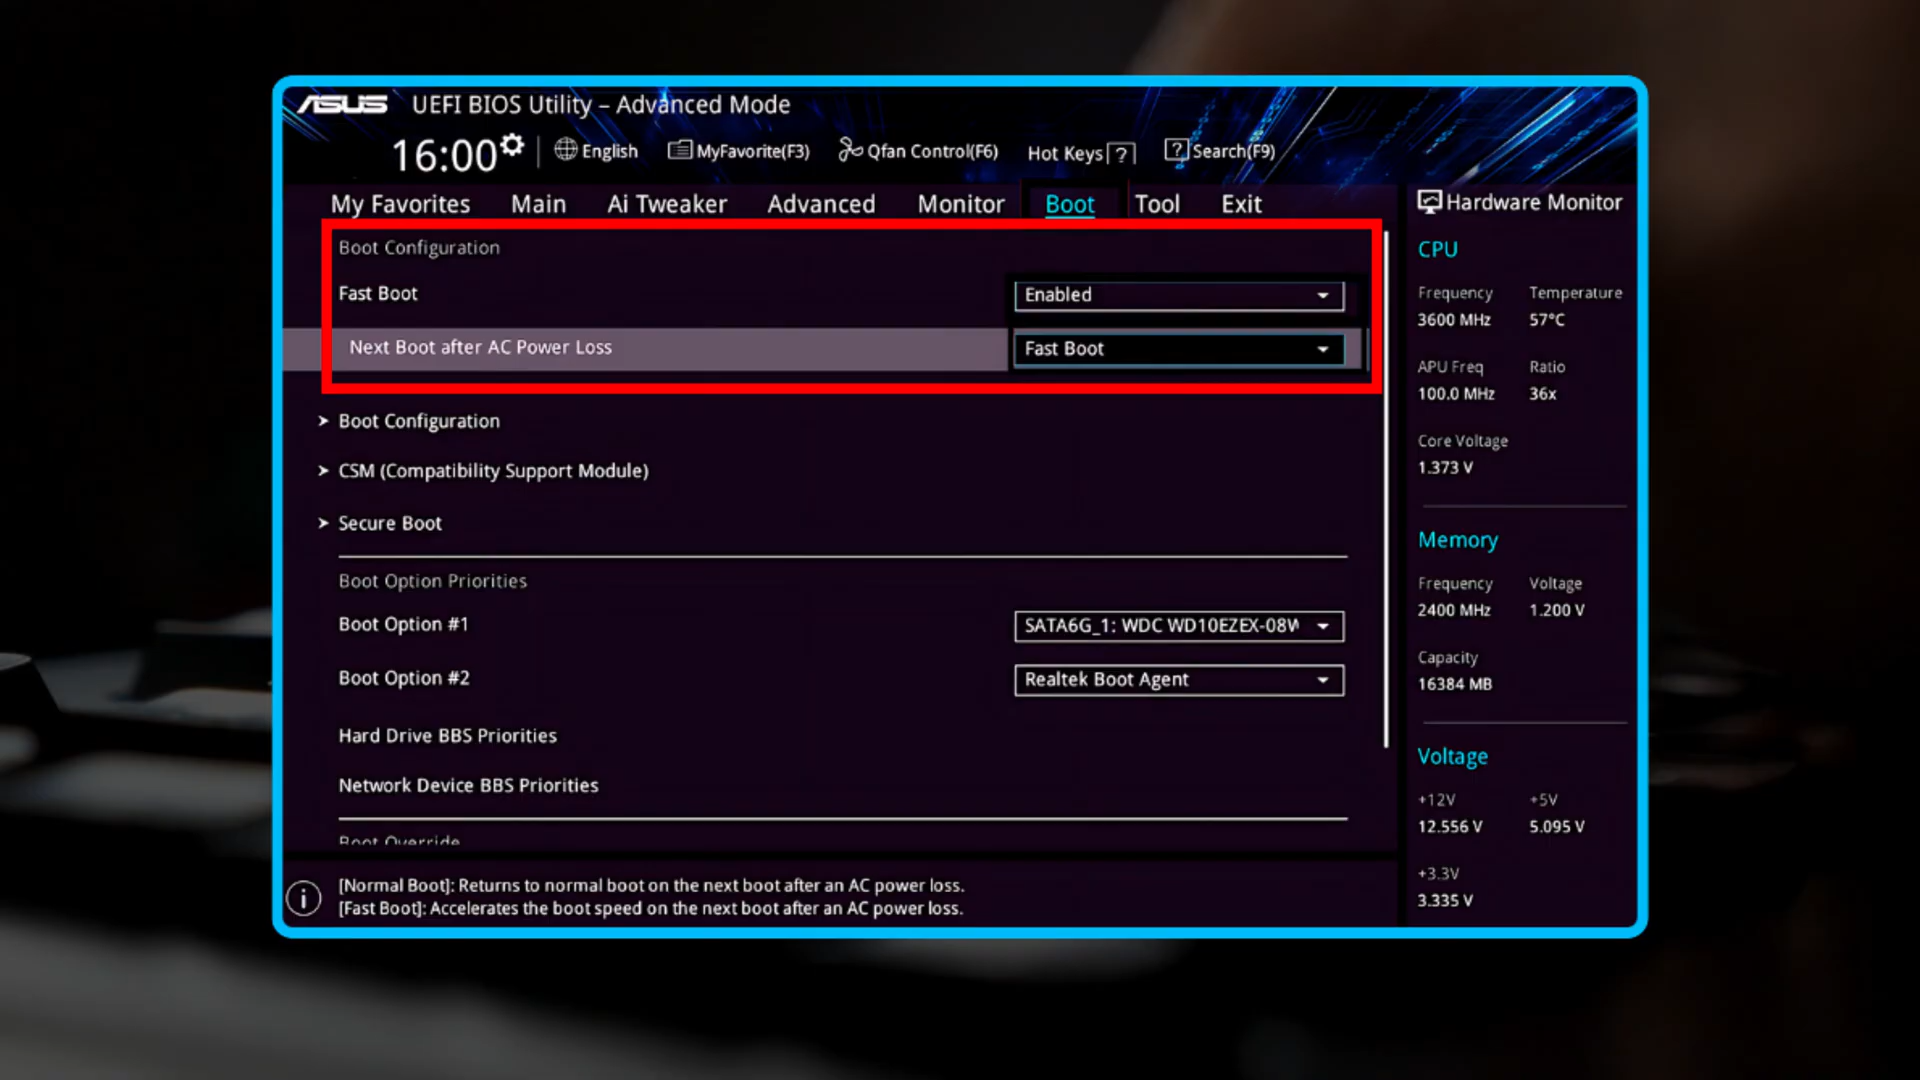 ASUS UEFI BIOS Utility – Advanced Mode
16:00 English MyFavorite(F3) Qfan Control(F6) Hot Keys ? ? Search(F9)
My Favorites Main Ai Tweaker Advanced Monitor Boot Tool Exit
Boot Configuration
Fast Boot Enabled
Next Boot after AC Power Loss Fast Boot
> Boot Configuration
> CSM (Compatibility Support Module)
> Secure Boot
Boot Option Priorities
Boot Option #1 SATA6G_1: WDC WD10EZEX-08W
Boot Option #2 Realtek Boot Agent
Hard Drive BBS Priorities
Network Device BBS Priorities
Boot Override
i [Normal Boot]: Returns to normal boot on the next boot after an AC power loss.
[Fast Boot]: Accelerates the boot speed on the next boot after an AC power loss.
Hardware Monitor
CPU
Frequency Temperature
3600 MHz 57°C
APU Freq Ratio
100.0 MHz 36x
Core Voltage
1.373 V
Memory
Frequency Voltage
2400 MHz 1.200 V
Capacity
16384 MB
Voltage
+12V +5V
12.556 V 5.095 V
+3.3V
3.335 V